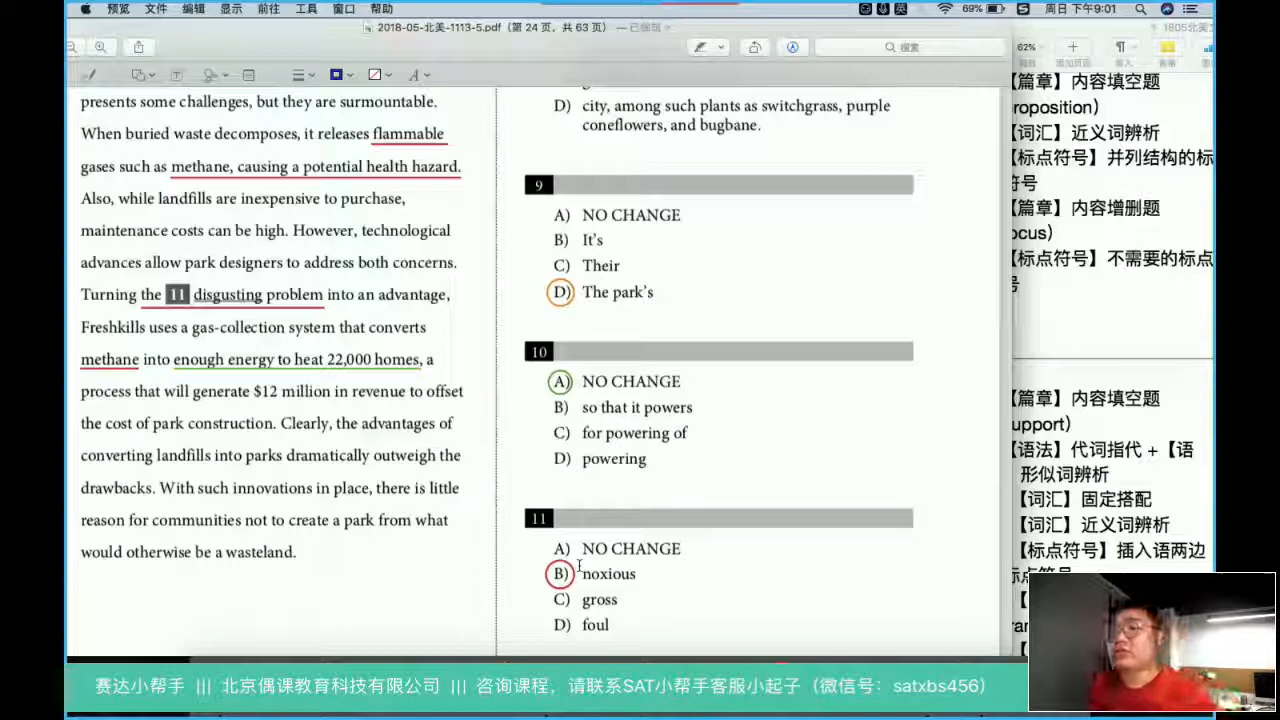 预览 文件 编辑 显示 前往 工具 窗口 帮助
英 69% 周日 下午9:01
2018-05-北美-1113-5.pdf（第 24 页，共 63 页）
搜索
62%
presents some challenges, but they are surmountable.
When buried waste decomposes, it releases flammable
gases such as methane, causing a potential health hazard.
Also, while landfills are inexpensive to purchase,
maintenance costs can be high. However, technological
advances allow park designers to address both concerns.
Turning the 11 disgusting problem into an advantage,
Freshkills uses a gas-collection system that converts
methane into enough energy to heat 22,000 homes, a
process that will generate $12 million in revenue to offset
the cost of park construction. Clearly, the advantages of
converting landfills into parks dramatically outweigh the
drawbacks. With such innovations in place, there is little
reason for communities not to create a park from what
would otherwise be a wasteland.
D) city, among such plants as switchgrass, purple
coneflowers, and bugbane.
9
A) NO CHANGE
B) It's
C) Their
D) The park's
10
A) NO CHANGE
B) so that it powers
C) for powering of
D) powering
11
A) NO CHANGE
B) noxious
C) gross
D) foul
【篇章】内容填空题
roposition）
【词汇】近义词辨析
【标点符号】并列结构的标
符号
【篇章】内容增删题
ocus）
【标点符号】不需要的标点
号
【篇章】内容填空题
upport）
【语法】代词指代 +【语
形似词辨析
【词汇】固定搭配
【词汇】近义词辨析
【标点符号】插入语两边
赛达小帮手 ||| 北京偶课教育科技有限公司 ||| 咨询课程，请联系SAT小帮手客服小起子（微信号：satxbs456）